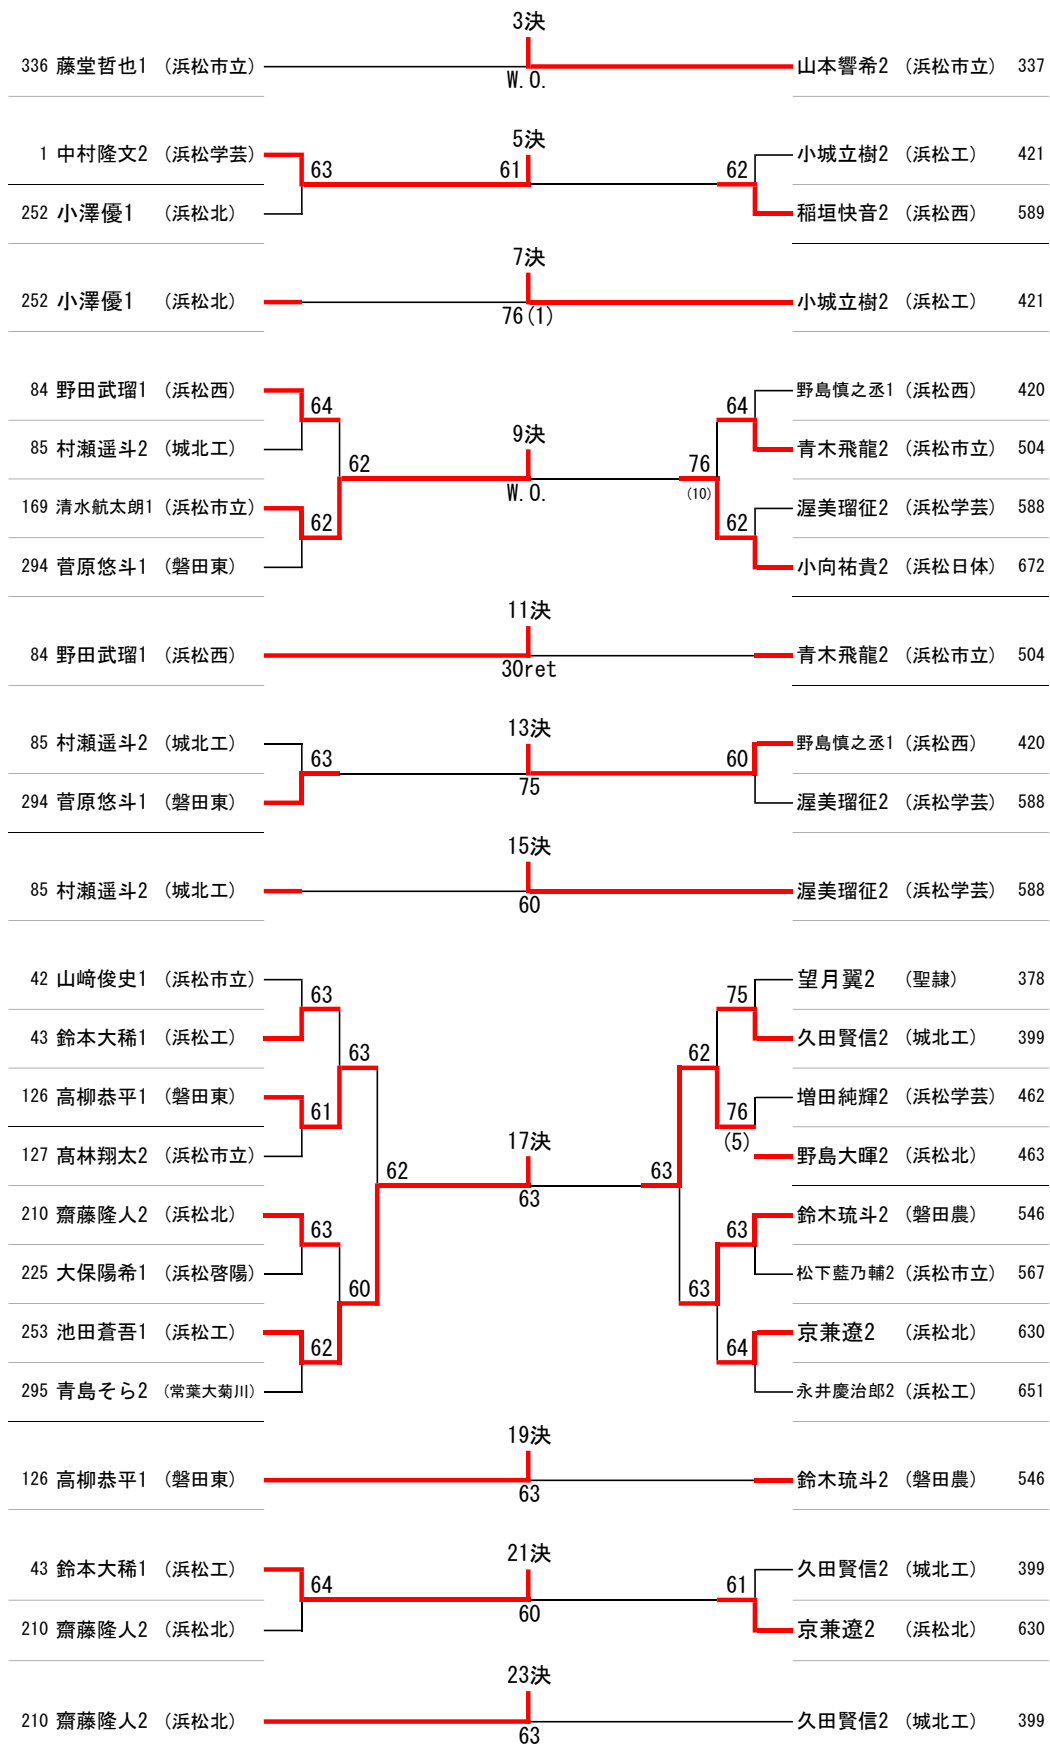 3決
336 藤堂哲也1 (浜松市立) 山本響希2 (浜松市立) 337
W.O.
5決
1 中村隆文2 (浜松学芸) 小城立樹2 (浜松工) 421
63 61 62
252 小澤優1 (浜松北) 稲垣快音2 (浜松西) 589
7決
252 小澤優1 (浜松北) 小城立樹2 (浜松工) 421
76(1)
84 野田武瑠1 (浜松西) 野島慎之丞1 (浜松西) 420
64 64
9決
85 村瀬遥斗2 (城北工) 青木飛龍2 (浜松市立) 504
62 76
W.O. (10)
169 清水航太朗1 (浜松市立) 渥美瑠征2 (浜松学芸) 588
62 62
294 菅原悠斗1 (磐田東) 小向祐貴2 (浜松日体) 672
11決
84 野田武瑠1 (浜松西) 青木飛龍2 (浜松市立) 504
30ret
13決
85 村瀬遥斗2 (城北工) 野島慎之丞1 (浜松西) 420
63 60
75
294 菅原悠斗1 (磐田東) 渥美瑠征2 (浜松学芸) 588
15決
85 村瀬遥斗2 (城北工) 渥美瑠征2 (浜松学芸) 588
60
42 山﨑俊史1 (浜松市立) 望月翼2 (聖隷) 378
63 75
43 鈴本大稀1 (浜松工) 久田賢信2 (城北工) 399
63 62
126 高柳恭平1 (磐田東) 増田純輝2 (浜松学芸) 462
61 76
(5)
17決
127 髙林翔太2 (浜松市立) 野島大暉2 (浜松北) 463
62 63
63
210 齋藤隆人2 (浜松北) 鈴木琉斗2 (磐田農) 546
63 63
225 大保陽希1 (浜松啓陽) 松下藍乃輔2 (浜松市立) 567
60 63
253 池田蒼吾1 (浜松工) 京兼遼2 (浜松北) 630
62 64
295 青島そら2 (常葉大菊川) 永井慶治郎2 (浜松工) 651
19決
126 高柳恭平1 (磐田東) 鈴木琉斗2 (磐田農) 546
63
21決
43 鈴本大稀1 (浜松工) 久田賢信2 (城北工) 399
64 61
60
210 齋藤隆人2 (浜松北) 京兼遼2 (浜松北) 630
23決
210 齋藤隆人2 (浜松北) 久田賢信2 (城北工) 399
63